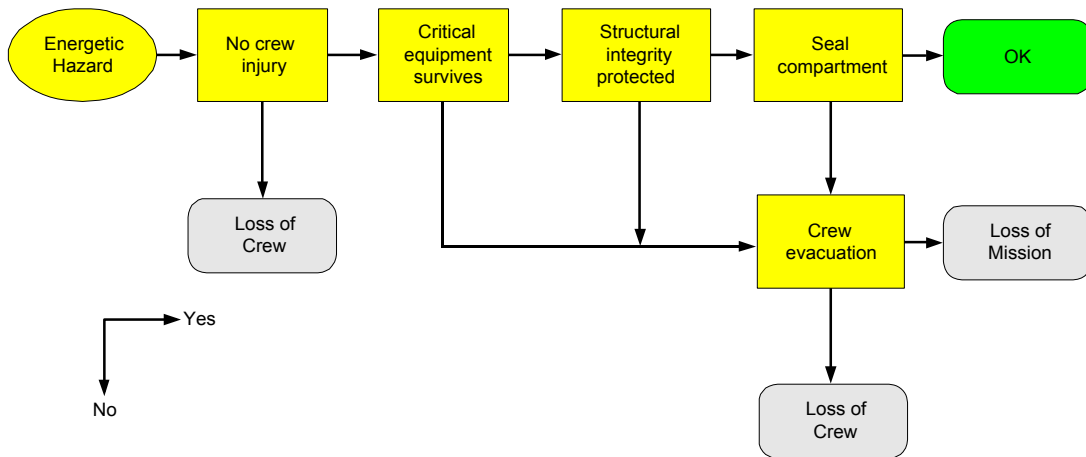 Energetic
Hazard
No crew
injury
Critical
equipment
survives
Structural
integrity
protected
Seal
compartment
OK
Loss of
Crew
Crew
evacuation
Loss of
Mission
Yes
No
Loss of
Crew